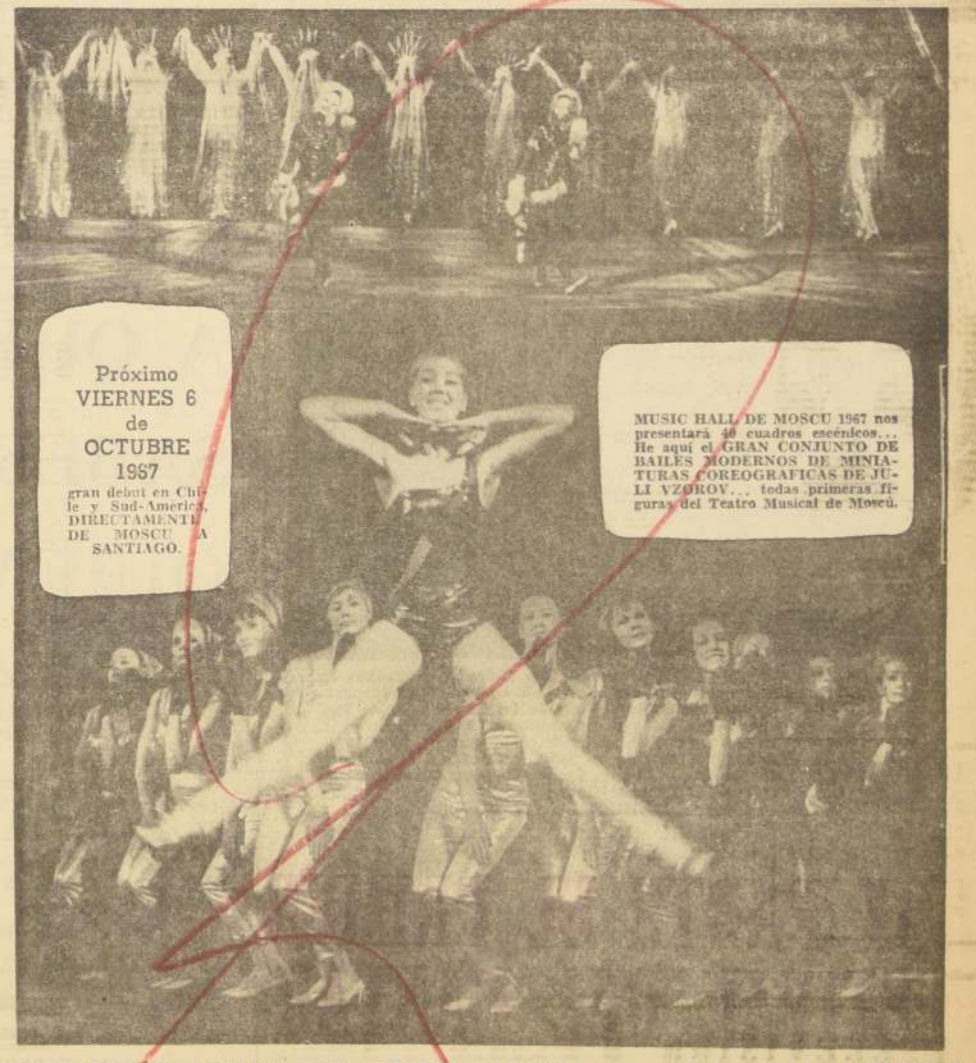 Próximo
VIERNES 6
de
OCTUBRE
1967
gran debut en Chi-
le y Sud-America,
DIRECTAMENTE
DE MOSCU A
SANTIAGO.
MUSIC HALL DE MOSCU 1967 nos
presentará 40 cuadros escénicos...
He aquí el GRAN CONJUNTO DE
BAILES MODERNOS DE MINIA-
TURAS COREOGRAFICAS DE JU-
LI VZOROV... todas primeras fi-
guras del Teatro Musical de Moscú.